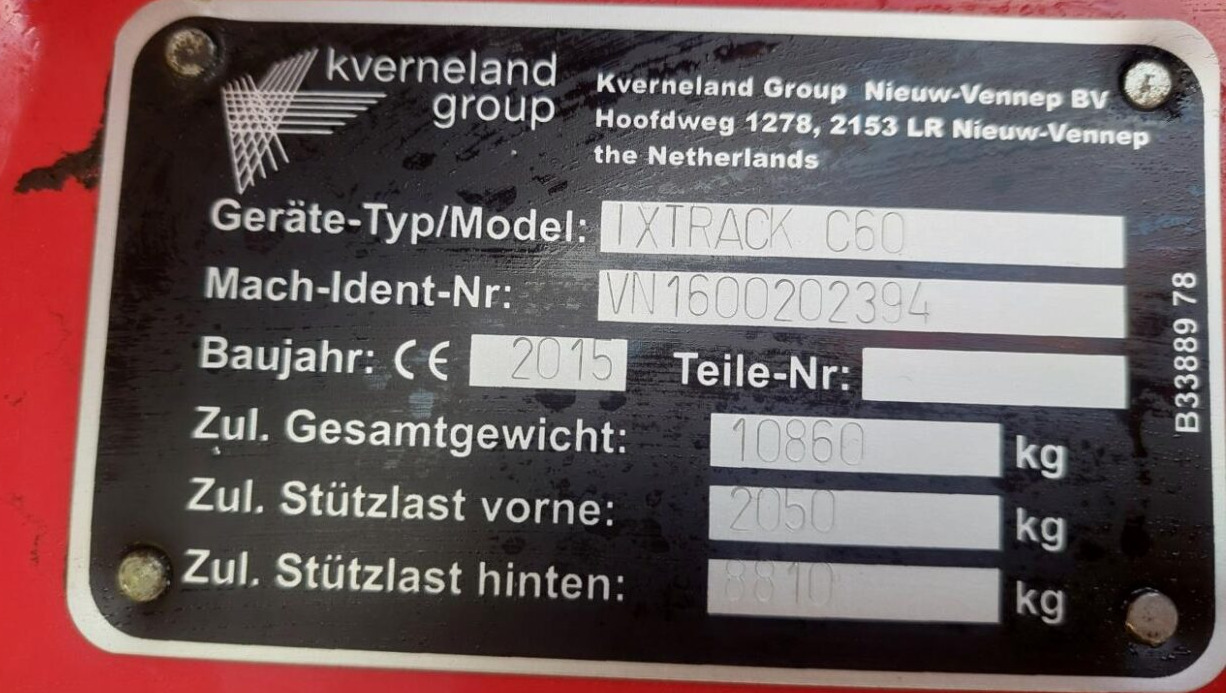 kverneland
group
Kverneland Group Nieuw-Vennep BV
Hoofdweg 1278, 2153 LR Nieuw-Vennep
the Netherlands
Geräte-Typ/Model: IXTRACK C60
Mach-Ident-Nr: VN1600202394
Baujahr: CE 2015 Teile-Nr:
Zul. Gesamtgewicht: 10860 kg
Zul. Stützlast vorne: 2050 kg
Zul. Stützlast hinten: 8810 kg
B33889 78